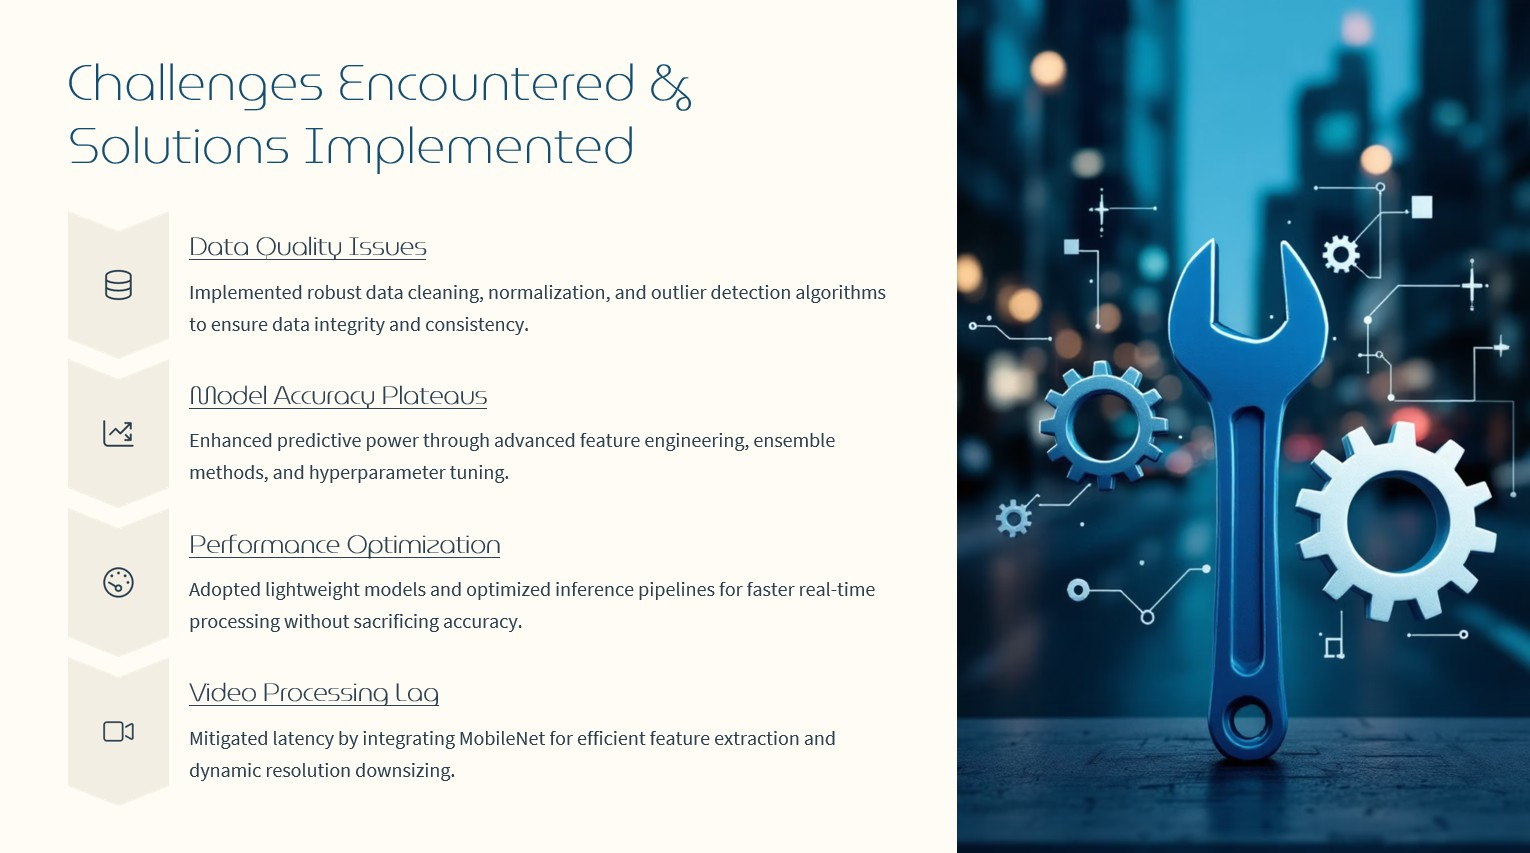 Challenges Encountered &
Solutions Implemented
Data Quality Issues
Implemented robust data cleaning, normalization, and outlier detection algorithms
to ensure data integrity and consistency.
Model Accuracy Plateaus
Enhanced predictive power through advanced feature engineering, ensemble
methods, and hyperparameter tuning.
Performance Optimization
Adopted lightweight models and optimized inference pipelines for faster real-time
processing without sacrificing accuracy.
Video Processing Lag
Mitigated latency by integrating MobileNet for efficient feature extraction and
dynamic resolution downsizing.